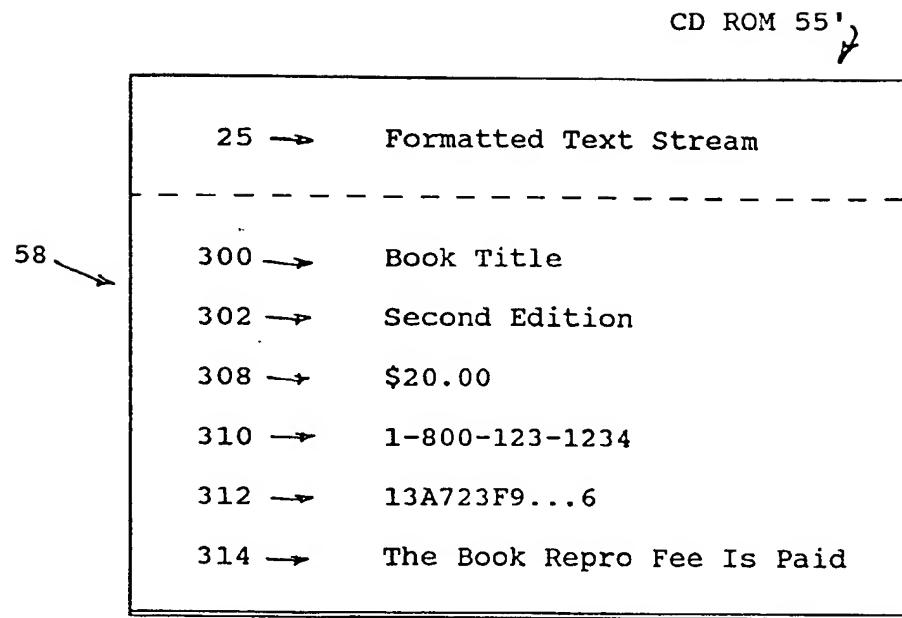 CD ROM 55'
25 Formatted Text Stream
58
300 Book Title
302 Second Edition
308 $20.00
310 1-800-123-1234
312 13A723F9...6
314 The Book Repro Fee Is Paid